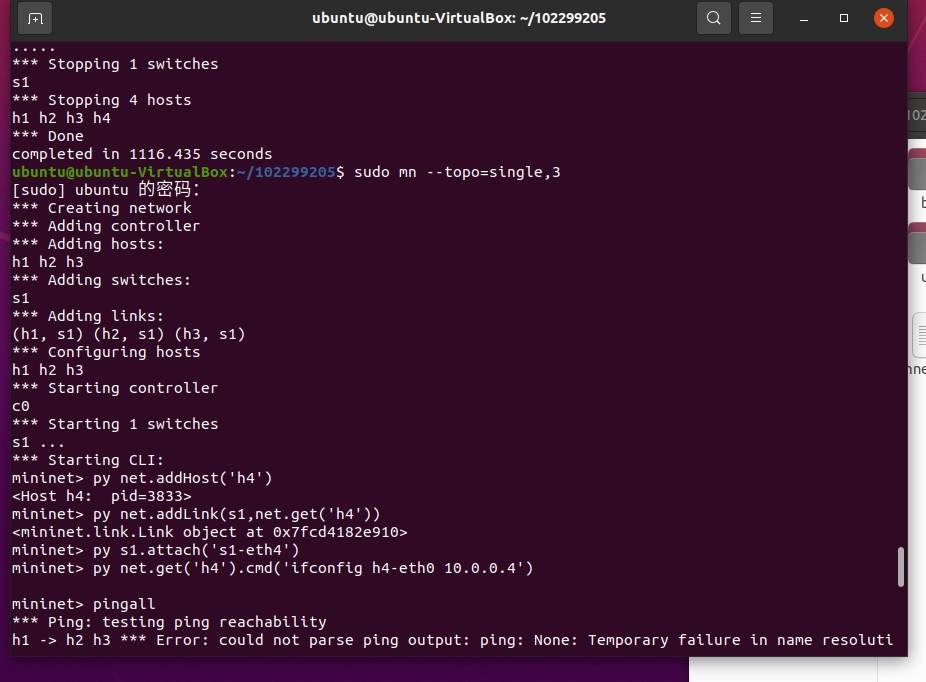 ubuntu@ubuntu-VirtualBox: ~/102299205
.....
*** Stopping 1 switches
s1
*** Stopping 4 hosts
h1 h2 h3 h4
*** Done
completed in 1116.435 seconds
ubuntu@ubuntu-VirtualBox:~/102299205$ sudo mn --topo=single,3
[sudo] ubuntu 的密码：
*** Creating network
*** Adding controller
*** Adding hosts:
h1 h2 h3
*** Adding switches:
s1
*** Adding links:
(h1, s1) (h2, s1) (h3, s1)
*** Configuring hosts
h1 h2 h3
*** Starting controller
c0
*** Starting 1 switches
s1 ...
*** Starting CLI:
mininet> py net.addHost('h4')
<Host h4:  pid=3833>
mininet> py net.addLink(s1,net.get('h4'))
<mininet.link.Link object at 0x7fcd4182e910>
mininet> py s1.attach('s1-eth4')
mininet> py net.get('h4').cmd('ifconfig h4-eth0 10.0.0.4')
mininet> pingall
*** Ping: testing ping reachability
h1 -> h2 h3 *** Error: could not parse ping output: ping: None: Temporary failure in name resoluti